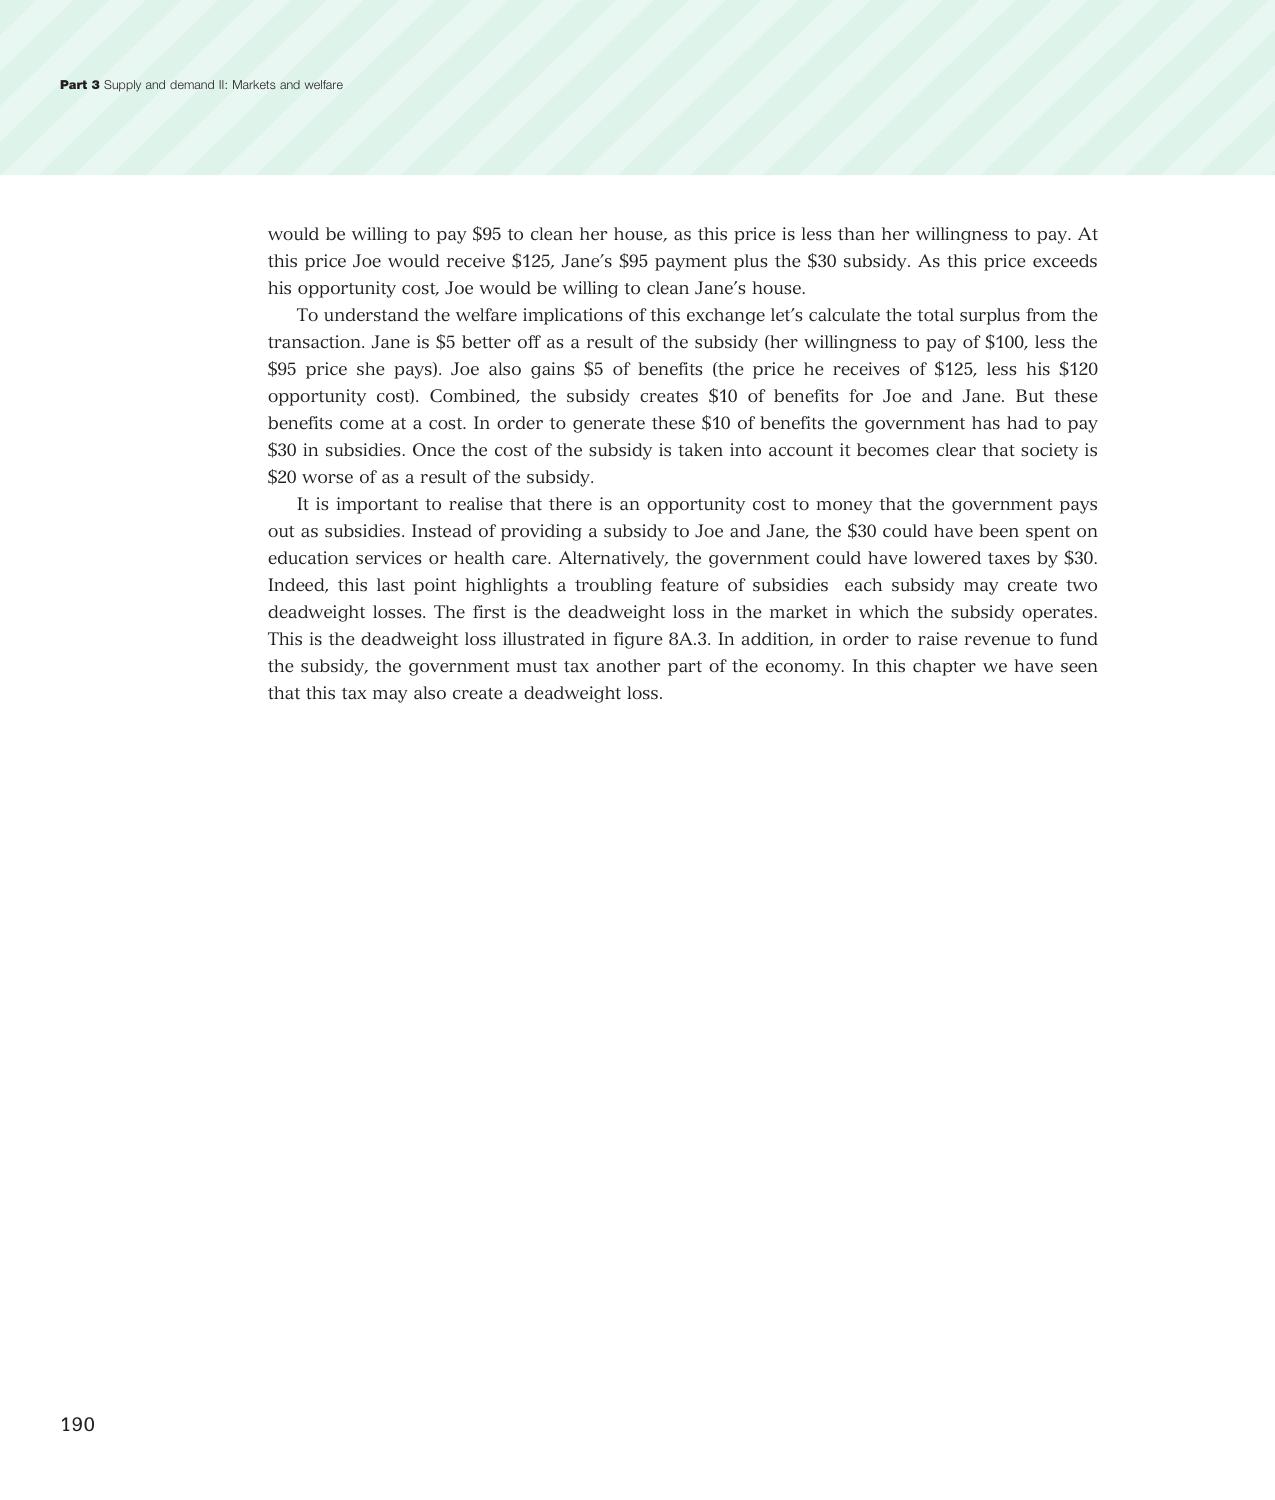 Part 3 Supply and demand II: Markets and welfare
would be willing to pay $95 to clean her house, as this price is less than her willingness to pay. At
this price Joe would receive $125, Jane’s $95 payment plus the $30 subsidy. As this price exceeds
his opportunity cost, Joe would be willing to clean Jane’s house.
To understand the welfare implications of this exchange let’s calculate the total surplus from the
transaction. Jane is $5 better off as a result of the subsidy (her willingness to pay of $100, less the
$95 price she pays). Joe also gains $5 of benefits (the price he receives of $125, less his $120
opportunity cost). Combined, the subsidy creates $10 of benefits for Joe and Jane. But these
benefits come at a cost. In order to generate these $10 of benefits the government has had to pay
$30 in subsidies. Once the cost of the subsidy is taken into account it becomes clear that society is
$20 worse of as a result of the subsidy.
It is important to realise that there is an opportunity cost to money that the government pays
out as subsidies. Instead of providing a subsidy to Joe and Jane, the $30 could have been spent on
education services or health care. Alternatively, the government could have lowered taxes by $30.
Indeed, this last point highlights a troubling feature of subsidies each subsidy may create two
deadweight losses. The first is the deadweight loss in the market in which the subsidy operates.
This is the deadweight loss illustrated in figure 8A.3. In addition, in order to raise revenue to fund
the subsidy, the government must tax another part of the economy. In this chapter we have seen
that this tax may also create a deadweight loss.
190